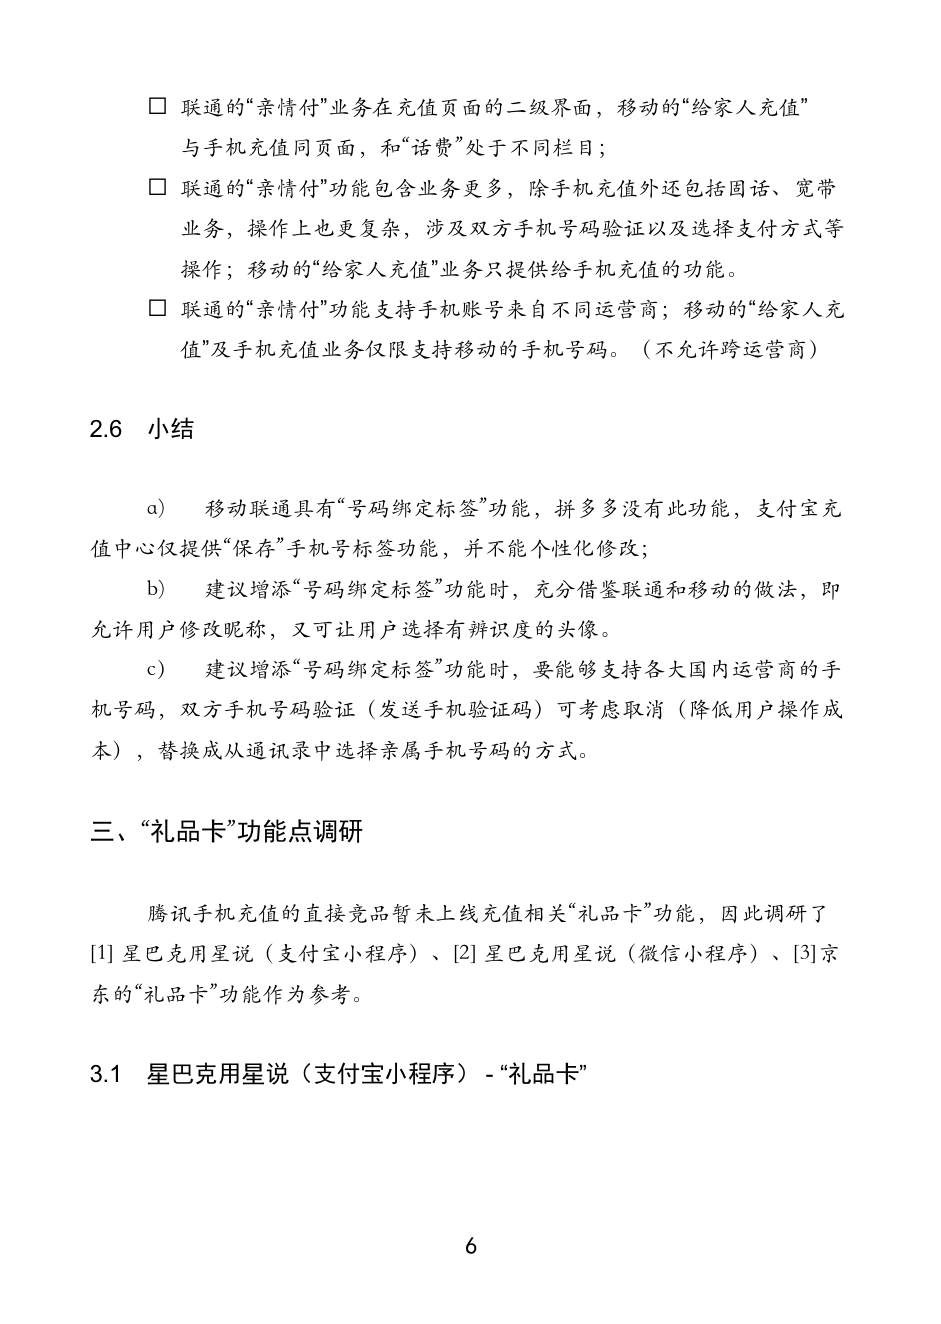 □ 联通的“亲情付”业务在充值页面的二级界面，移动的“给家人充值”
与手机充值同页面，和“话费”处于不同栏目；
□ 联通的“亲情付”功能包含业务更多，除手机充值外还包括固话、宽带
业务，操作上也更复杂，涉及双方手机号码验证以及选择支付方式等
操作；移动的“给家人充值”业务只提供给手机充值的功能。
□ 联通的“亲情付”功能支持手机账号来自不同运营商；移动的“给家人充
值”及手机充值业务仅限支持移动的手机号码。（不允许跨运营商）
2.6 小结
a) 移动联通具有“号码绑定标签”功能，拼多多没有此功能，支付宝充
值中心仅提供“保存”手机号标签功能，并不能个性化修改；
b) 建议增添“号码绑定标签”功能时，充分借鉴联通和移动的做法，即
允许用户修改昵称，又可让用户选择有辨识度的头像。
c) 建议增添“号码绑定标签”功能时，要能够支持各大国内运营商的手
机号码，双方手机号码验证（发送手机验证码）可考虑取消（降低用户操作成
本），替换成从通讯录中选择亲属手机号码的方式。
三、“礼品卡”功能点调研
腾讯手机充值的直接竞品暂未上线充值相关“礼品卡”功能，因此调研了
[1] 星巴克用星说（支付宝小程序）、[2] 星巴克用星说（微信小程序）、[3]京
东的“礼品卡”功能作为参考。
3.1 星巴克用星说（支付宝小程序） - “礼品卡”
6